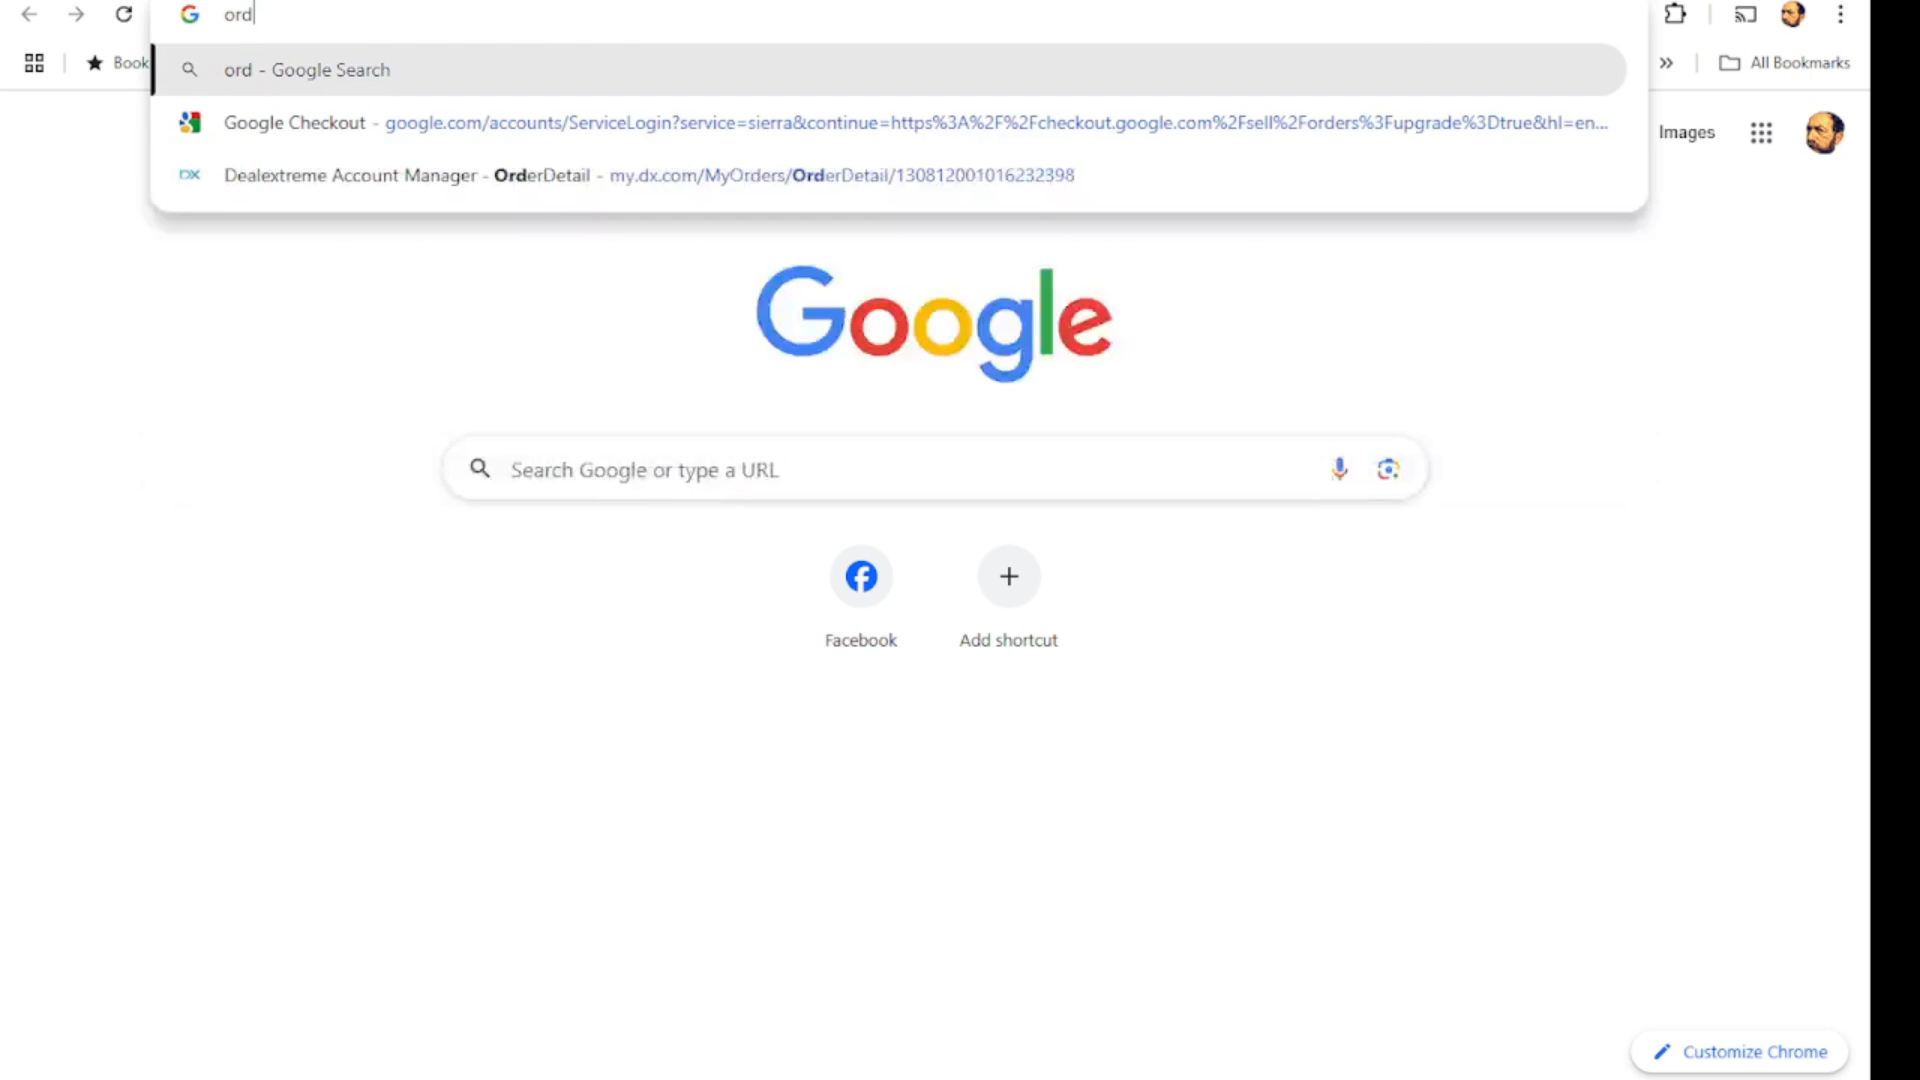 ord
Book
All Bookmarks
ord - Google Search
Google Checkout - google.com/accounts/ServiceLogin?service=sierra&continue=https%3A%2F%2Fcheckout.google.com%2Fsell%2Forders%3Fupgrade%3Dtrue&hl=en...
DX Dealextreme Account Manager - OrderDetail - my.dx.com/MyOrders/OrderDetail/130812001016232398
Images
Google
Search Google or type a URL
Facebook
Add shortcut
Customize Chrome